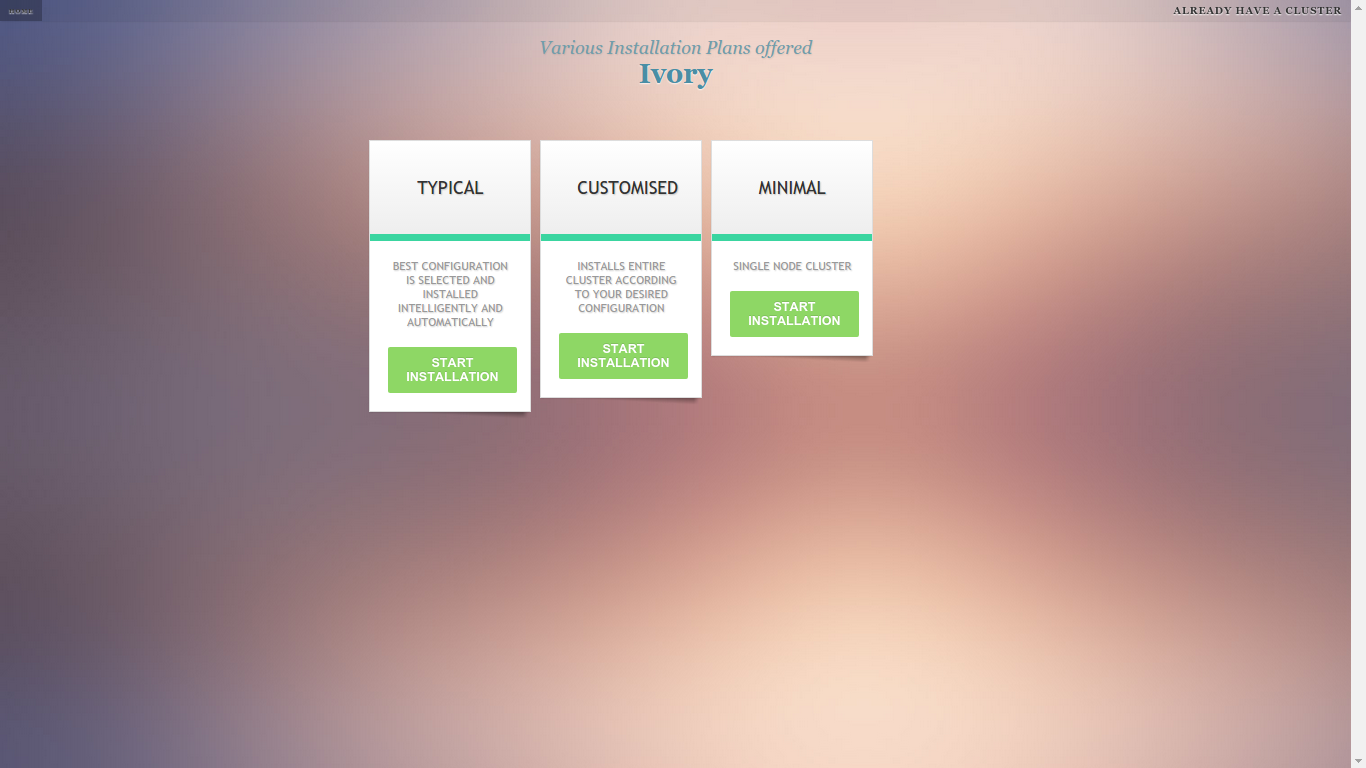 ALREADY HAVE A CLUSTER
Various Installation Plans offered
Ivory
TYPICAL
BEST CONFIGURATION
IS SELECTED AND
INSTALLED
INTELLIGENTLY AND
AUTOMATICALLY
START
INSTALLATION
CUSTOMISED
INSTALLS ENTIRE
CLUSTER ACCORDING
TO YOUR DESIRED
CONFIGURATION
START
INSTALLATION
MINIMAL
SINGLE NODE CLUSTER
START
INSTALLATION